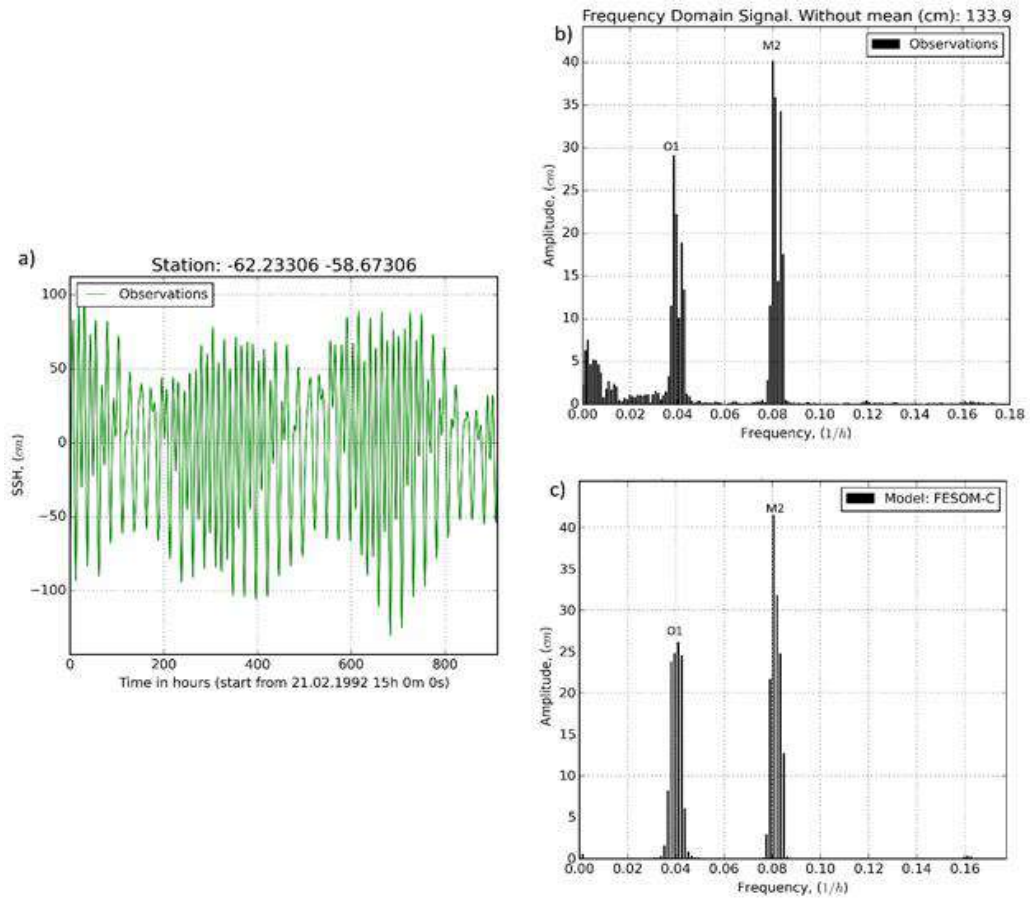 a)
Station: -62.23306 -58.67306
Observations
SSH, (cm)
100
50
0
−50
−100
0 200 400 600 800
Time in hours (start from 21.02.1992 15h 0m 0s)
b)
Frequency Domain Signal. Without mean (cm): 133.9
Observations
M2
O1
Amplitude, (cm)
40
35
30
25
20
15
10
5
0
0.00 0.02 0.04 0.06 0.08 0.10 0.12 0.14 0.16 0.18
Frequency, (1/h)
c)
Model: FESOM-C
M2
O1
Amplitude, (cm)
40
30
20
10
5
0
0.00 0.02 0.04 0.06 0.08 0.10 0.12 0.14 0.16
Frequency, (1/h)